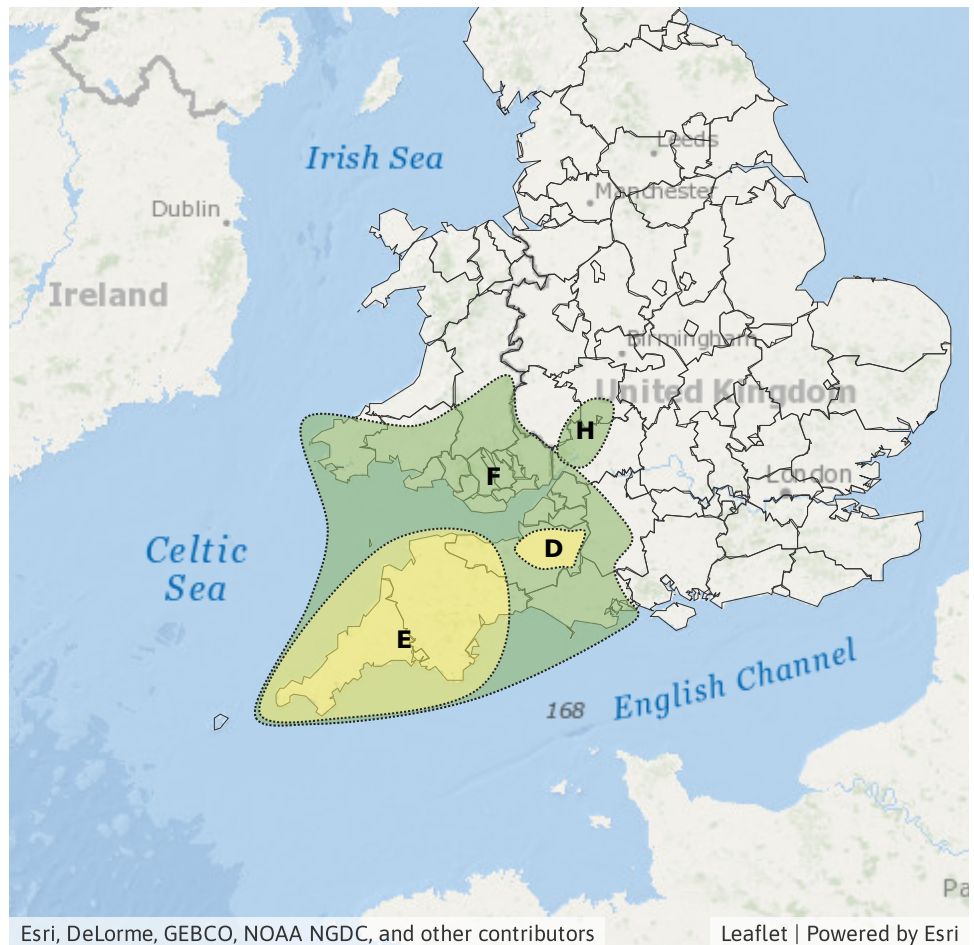 Leeds
Irish Sea
Manchester
Dublin
Ireland
Birmingham
United Kingdom
H
London
F
Celtic
Sea
D
E
English Channel
168
Pa
Esri, DeLorme, GEBCO, NOAA NGDC, and other contributors
Leaflet | Powered by Esri